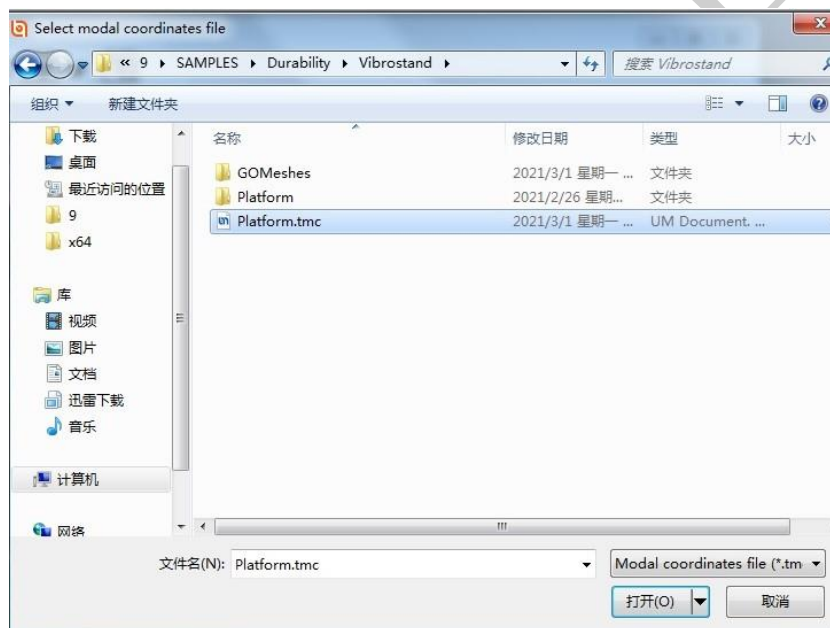 Select modal coordinates file
« 9 ▸ SAMPLES ▸ Durability ▸ Vibrostand ▸
搜索 Vibrostand
组织 ▼ 新建文件夹
下载
桌面
最近访问的位置
9
x64
库
视频
图片
文档
迅雷下载
音乐
计算机
网络
名称 修改日期 类型 大小
GOMeshes 2021/3/1 星期一 ... 文件夹
Platform 2021/2/26 星期... 文件夹
Platform.tmc 2021/3/1 星期一 ... UM Document. ...
文件名(N): Platform.tmc
Modal coordinates file (*.tm
打开(O) 取消